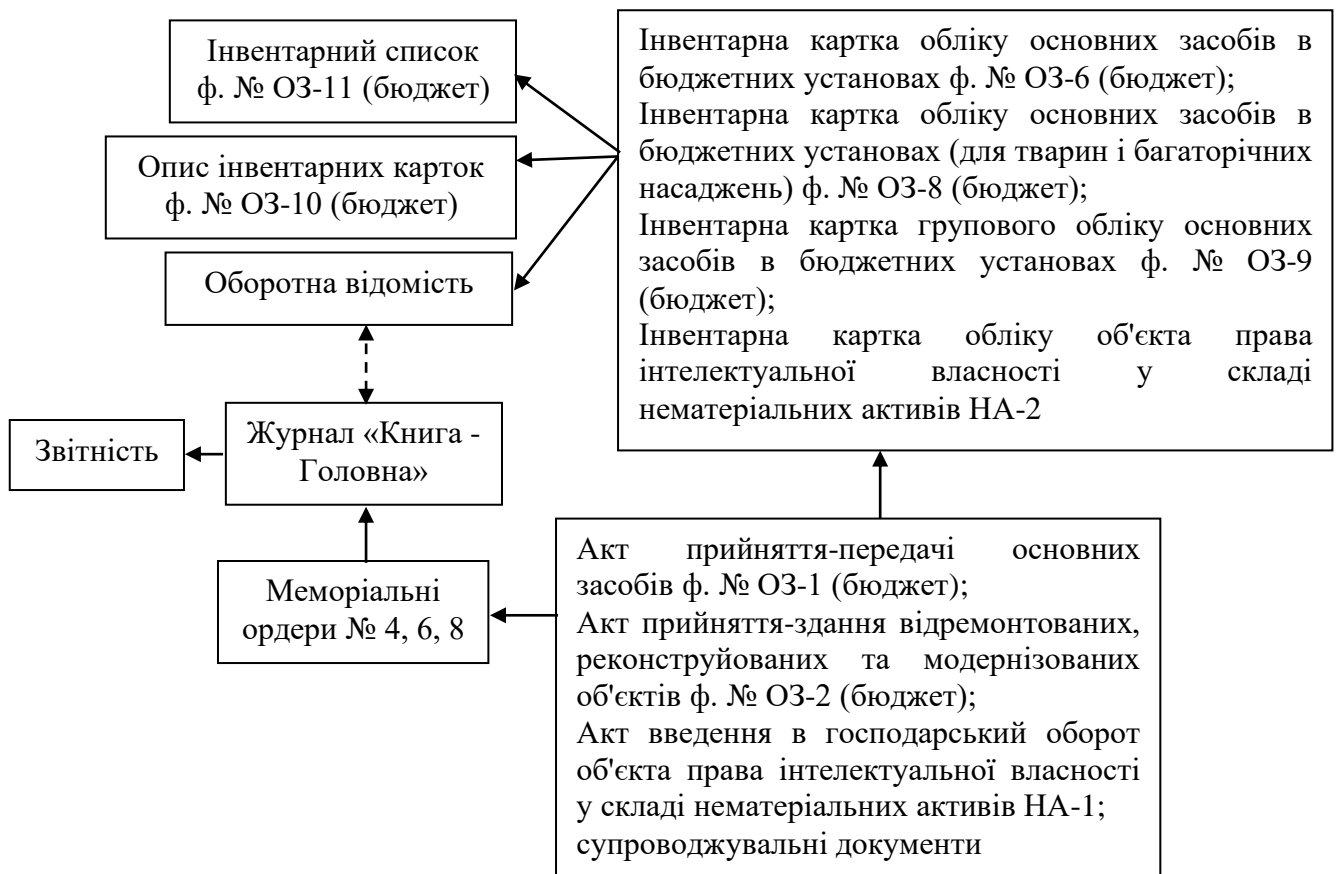 Інвентарний список
ф. № ОЗ-11 (бюджет)
Опис інвентарних карток
ф. № ОЗ-10 (бюджет)
Оборотна відомість
Інвентарна картка обліку основних засобів в
бюджетних установах ф. № ОЗ-6 (бюджет);
Інвентарна картка обліку основних засобів в
бюджетних установах (для тварин і багаторічних
насаджень) ф. № ОЗ-8 (бюджет);
Інвентарна картка групового обліку основних
засобів в бюджетних установах ф. № ОЗ-9
(бюджет);
Інвентарна картка обліку об'єкта права
інтелектуальної власності у складі
нематеріальних активів НА-2
Звітність
Журнал «Книга -
Головна»
Меморіальні
ордери № 4, 6, 8
Акт прийняття-передачі основних
засобів ф. № ОЗ-1 (бюджет);
Акт прийняття-здання відремонтованих,
реконструйованих та модернізованих
об'єктів ф. № ОЗ-2 (бюджет);
Акт введення в господарський оборот
об'єкта права інтелектуальної власності
у складі нематеріальних активів НА-1;
супроводжувальні документи